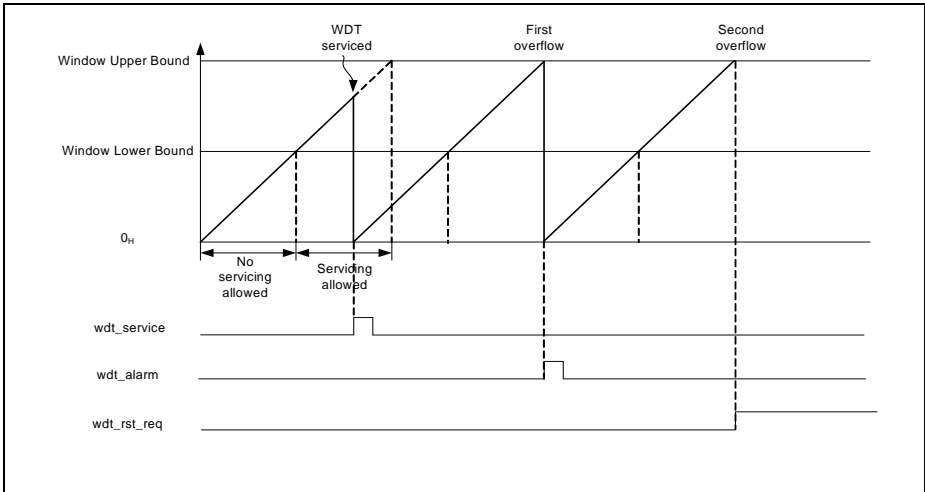 WDT
serviced
First
overflow
Second
overflow
Window Upper Bound
Window Lower Bound
0H
No
servicing
allowed
Servicing
allowed
wdt_service
wdt_alarm
wdt_rst_req